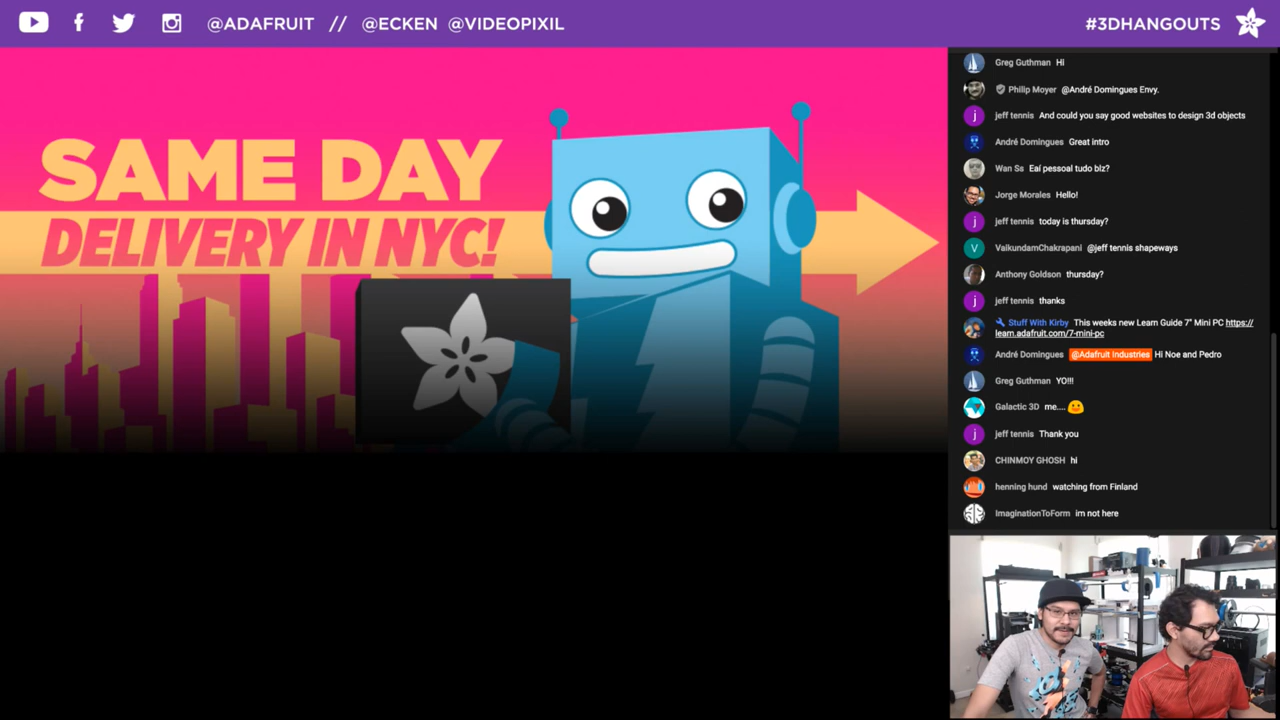 @ADAFRUIT // @ECKEN @VIDEOPIXIL
#3DHANGOUTS
SAME DAY
DELIVERY IN NYC!
Greg Guthman Hi
Philip Moyer @André Domingues Envy.
jeff tennis And could you say good websites to design 3d objects
André Domingues Great intro
Wan Ss Eaí pessoal tudo blz?
Jorge Morales Hello!
jeff tennis today is thursday?
VaikundamChakrapani @jeff tennis shapeways
Anthony Goldson thursday?
jeff tennis thanks
Stuff With Kirby This weeks new Learn Guide 7" Mini PC https://
learn.adafruit.com/7-mini-pc
André Domingues @Adafruit Industries Hi Noe and Pedro
Greg Guthman YO!!!
Galactic 3D me....
jeff tennis Thank you
CHINMOY GHOSH hi
henning hund watching from Finland
ImaginationToForm im not here